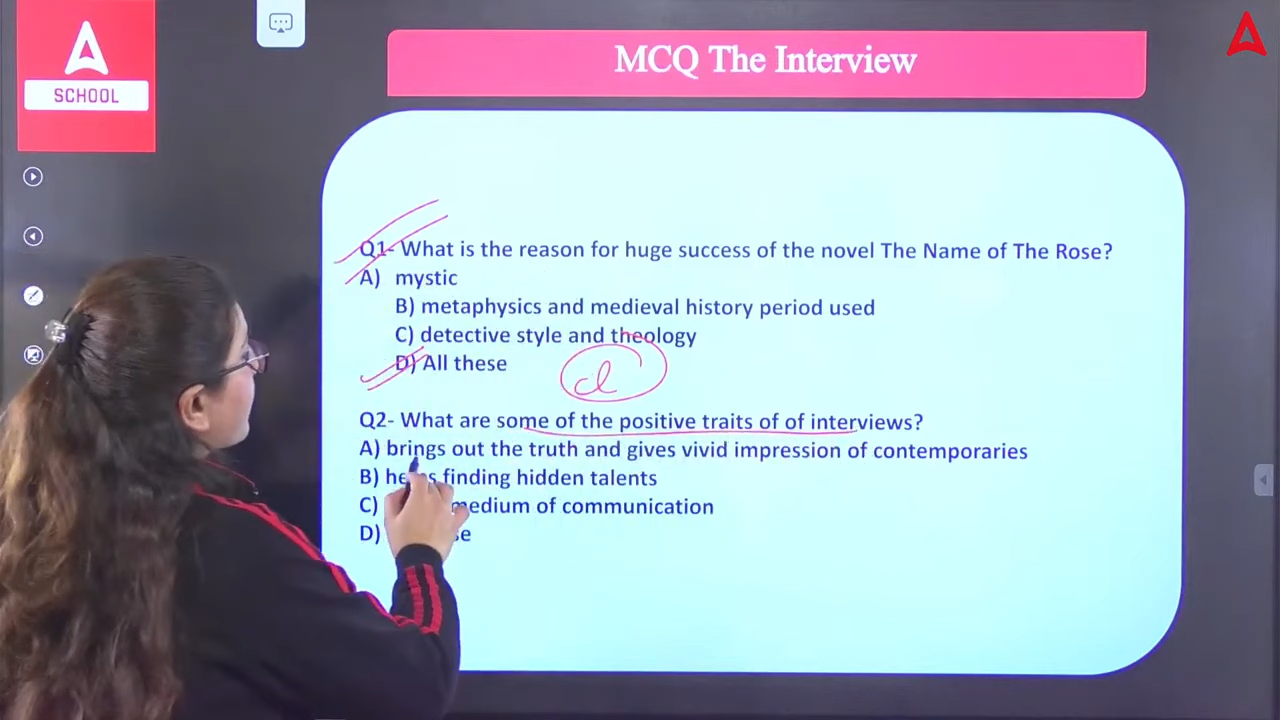 SCHOOL
MCQ The Interview
Q1- What is the reason for huge success of the novel The Name of The Rose?
A) mystic
B) metaphysics and medieval history period used
C) detective style and theology
D) All these
d
Q2- What are some of the positive traits of of interviews?
A) brings out the truth and gives vivid impression of contemporaries
B) finding hidden talents
C) medium of communication
D)